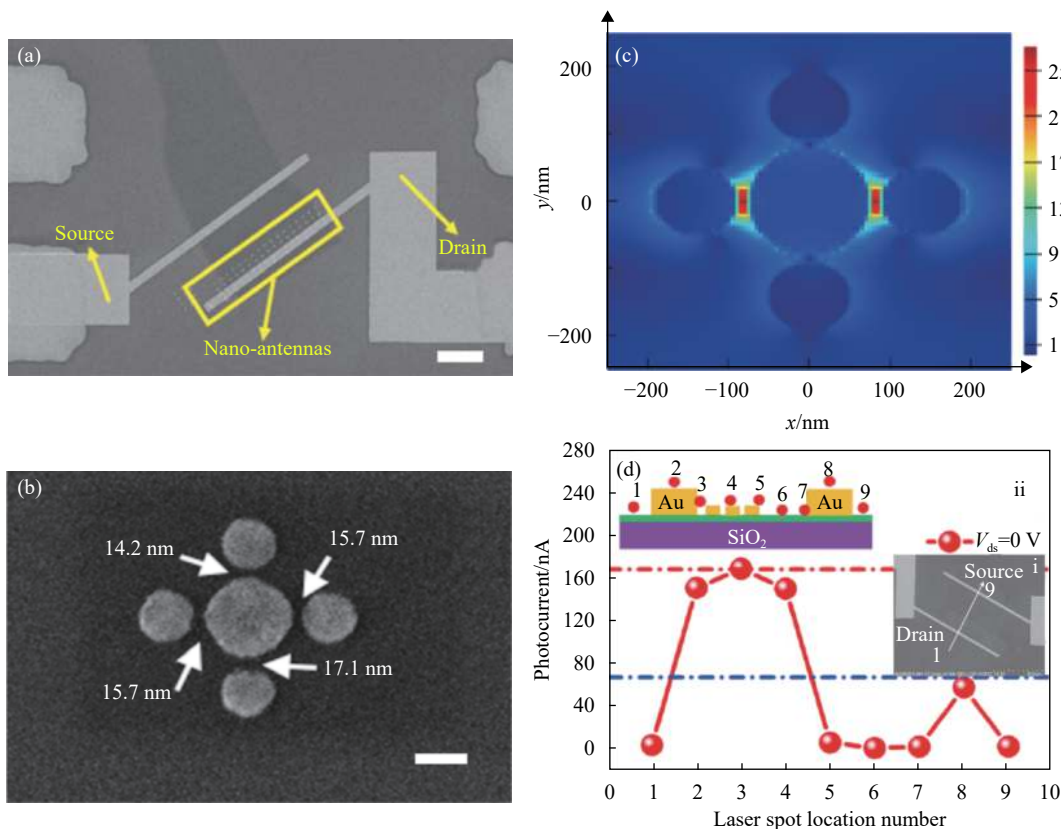 (a)
Source
Drain
Nano-antennas
(b)
14.2 nm
15.7 nm
15.7 nm
17.1 nm
(c)
y/nm
200
0
−200
−200
−100
0
100
200
x/nm
21
17
9
5
1
(d)
ii
Photocurrent/nA
280
240
200
160
120
80
40
0
0 1 2 3 4 5 6 7 8 9 10
Laser spot location number
1 2 3 4 5 6 7 8 9
Au
Au
SiO₂
V_ds=0 V
i
Source
9
Drain
1